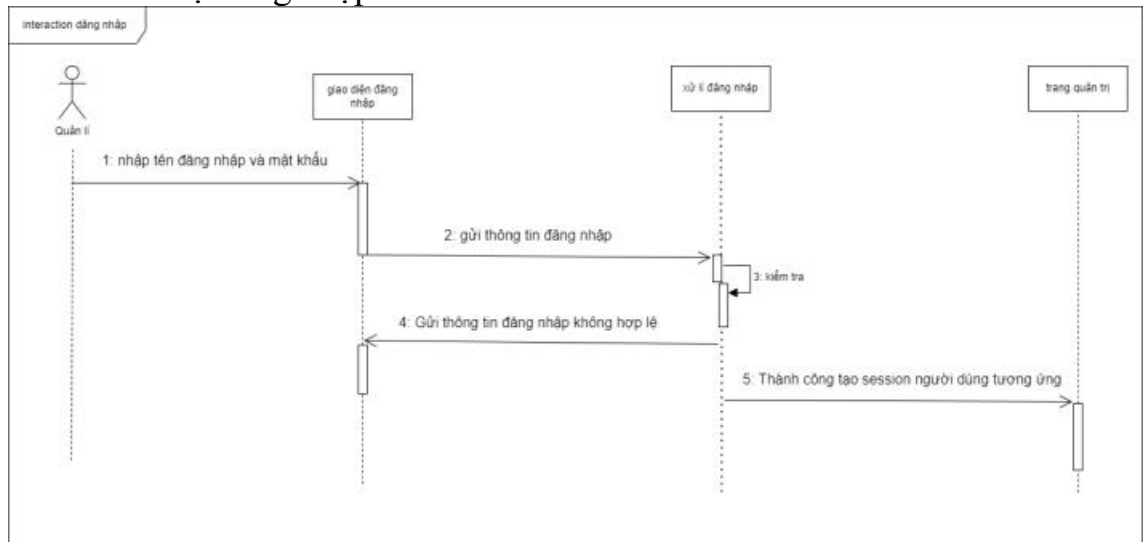 interaction đăng nhập
giao diện đăng
nhập
xử lí đăng nhập
trang quản trị
Quản lí
1: nhập tên đăng nhập và mật khẩu
2: gửi thông tin đăng nhập
3: kiểm tra
4: Gửi thông tin đăng nhập không hợp lệ
5: Thành công tạo session người dùng tương ứng